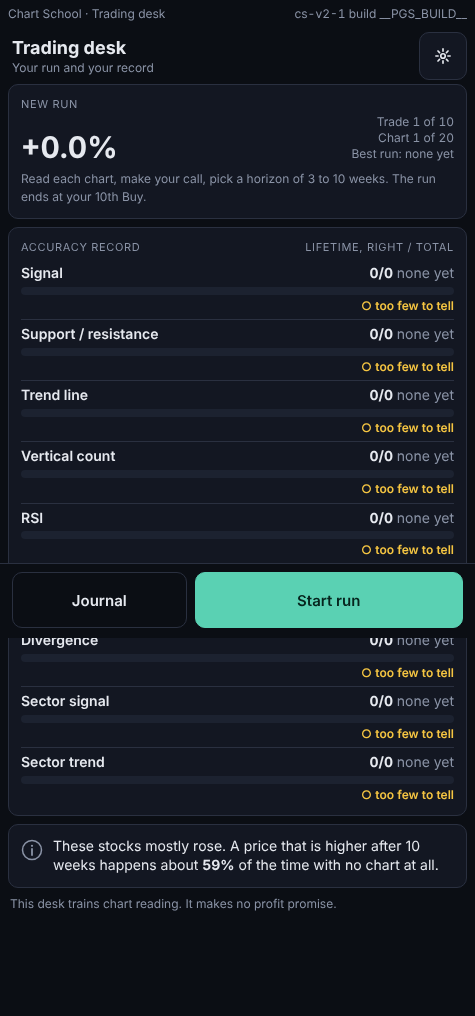 Chart School · Trading desk
cs-v2-1 build __PGS_BUILD__
Trading desk
Your run and your record
NEW RUN
+0.0%
Trade 1 of 10
Chart 1 of 20
Best run: none yet
Read each chart, make your call, pick a horizon of 3 to 10 weeks. The run
ends at your 10th Buy.
ACCURACY RECORD
LIFETIME, RIGHT / TOTAL
Signal 0/0 none yet
too few to tell
Support / resistance 0/0 none yet
too few to tell
Trend line 0/0 none yet
too few to tell
Vertical count 0/0 none yet
too few to tell
RSI 0/0 none yet
too few to tell
Journal
Start run
Divergence 0/0 none yet
too few to tell
Sector signal 0/0 none yet
too few to tell
Sector trend 0/0 none yet
too few to tell
These stocks mostly rose. A price that is higher after 10
weeks happens about 59% of the time with no chart at all.
This desk trains chart reading. It makes no profit promise.